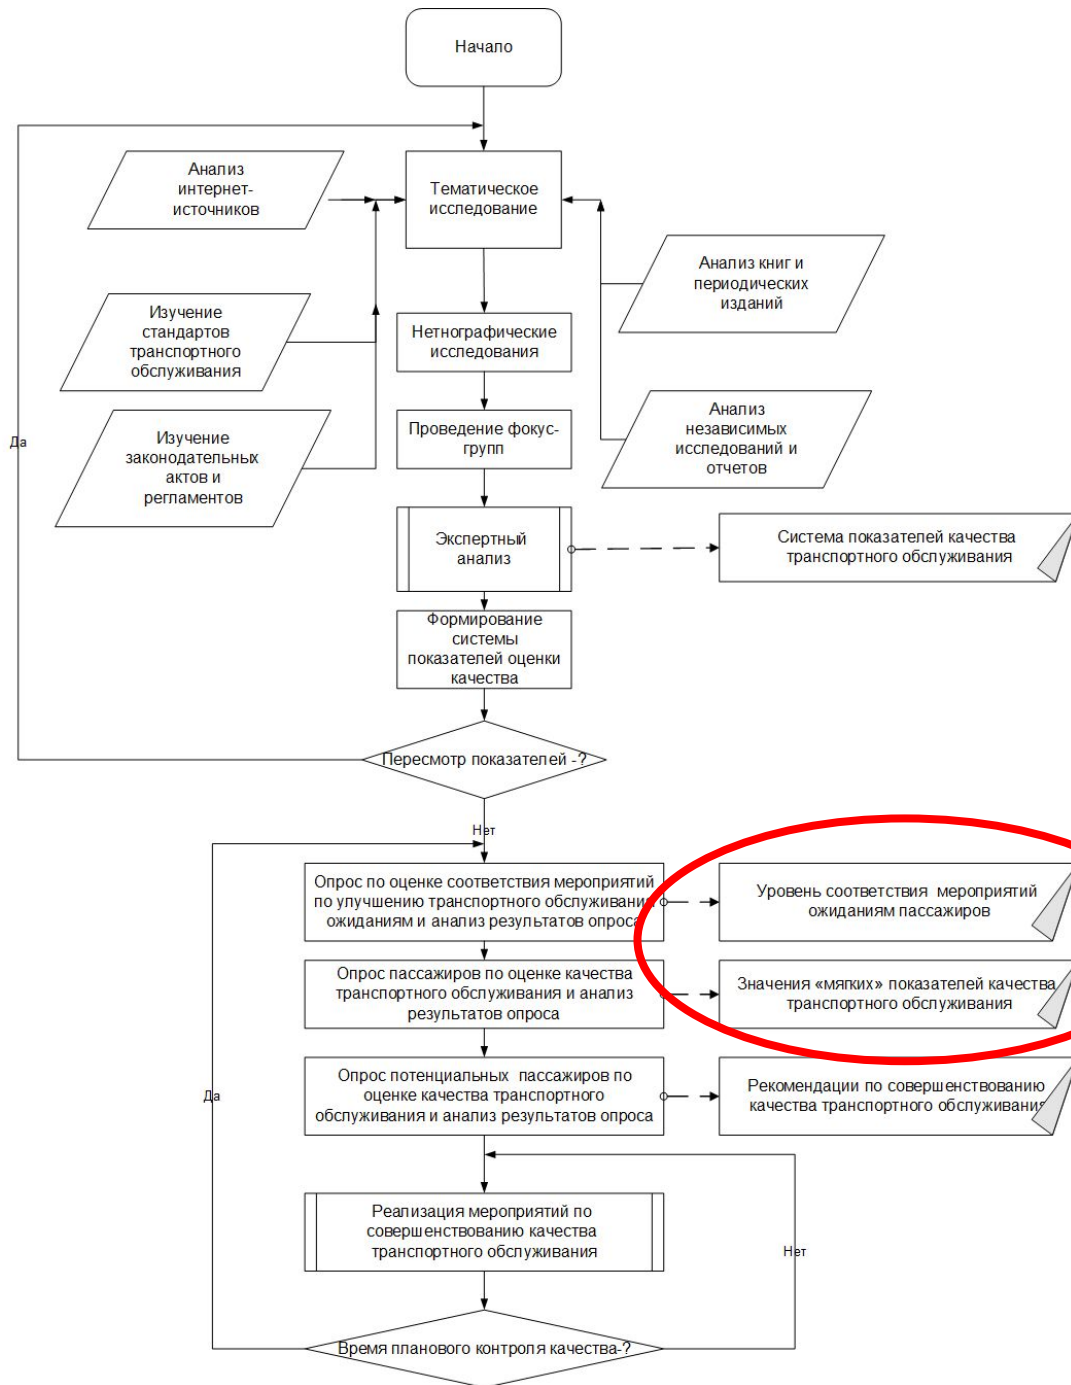 Начало
Анализ
интернет-
источников
Тематическое
исследование
Анализ книг и
периодических
изданий
Изучение
стандартов
транспортного
обслуживания
Нетнографические
исследования
Да
Изучение
законодательных
актов и
регламентов
Проведение фокус-
групп
Анализ
независимых
исследований и
отчетов
Экспертный
анализ
Система показателей качества
транспортного обслуживания
Формирование
системы
показателей оценки
качества
Пересмотр показателей -?
Нет
Опрос по оценке соответствия мероприятий
по улучшению транспортного обслуживания
ожиданиям и анализ результатов опроса
Уровень соответствия мероприятий
ожиданиям пассажиров
Опрос пассажиров по оценке качества
транспортного обслуживания и анализ
результатов опроса
Значения «мягких» показателей качества
транспортного обслуживания
Да
Опрос потенциальных пассажиров по
оценке качества транспортного
обслуживания и анализ результатов опроса
Рекомендации по совершенствованию
качества транспортного обслуживания
Реализация мероприятий по
совершенствованию качества
транспортного обслуживания
Нет
Время планового контроля качества-?